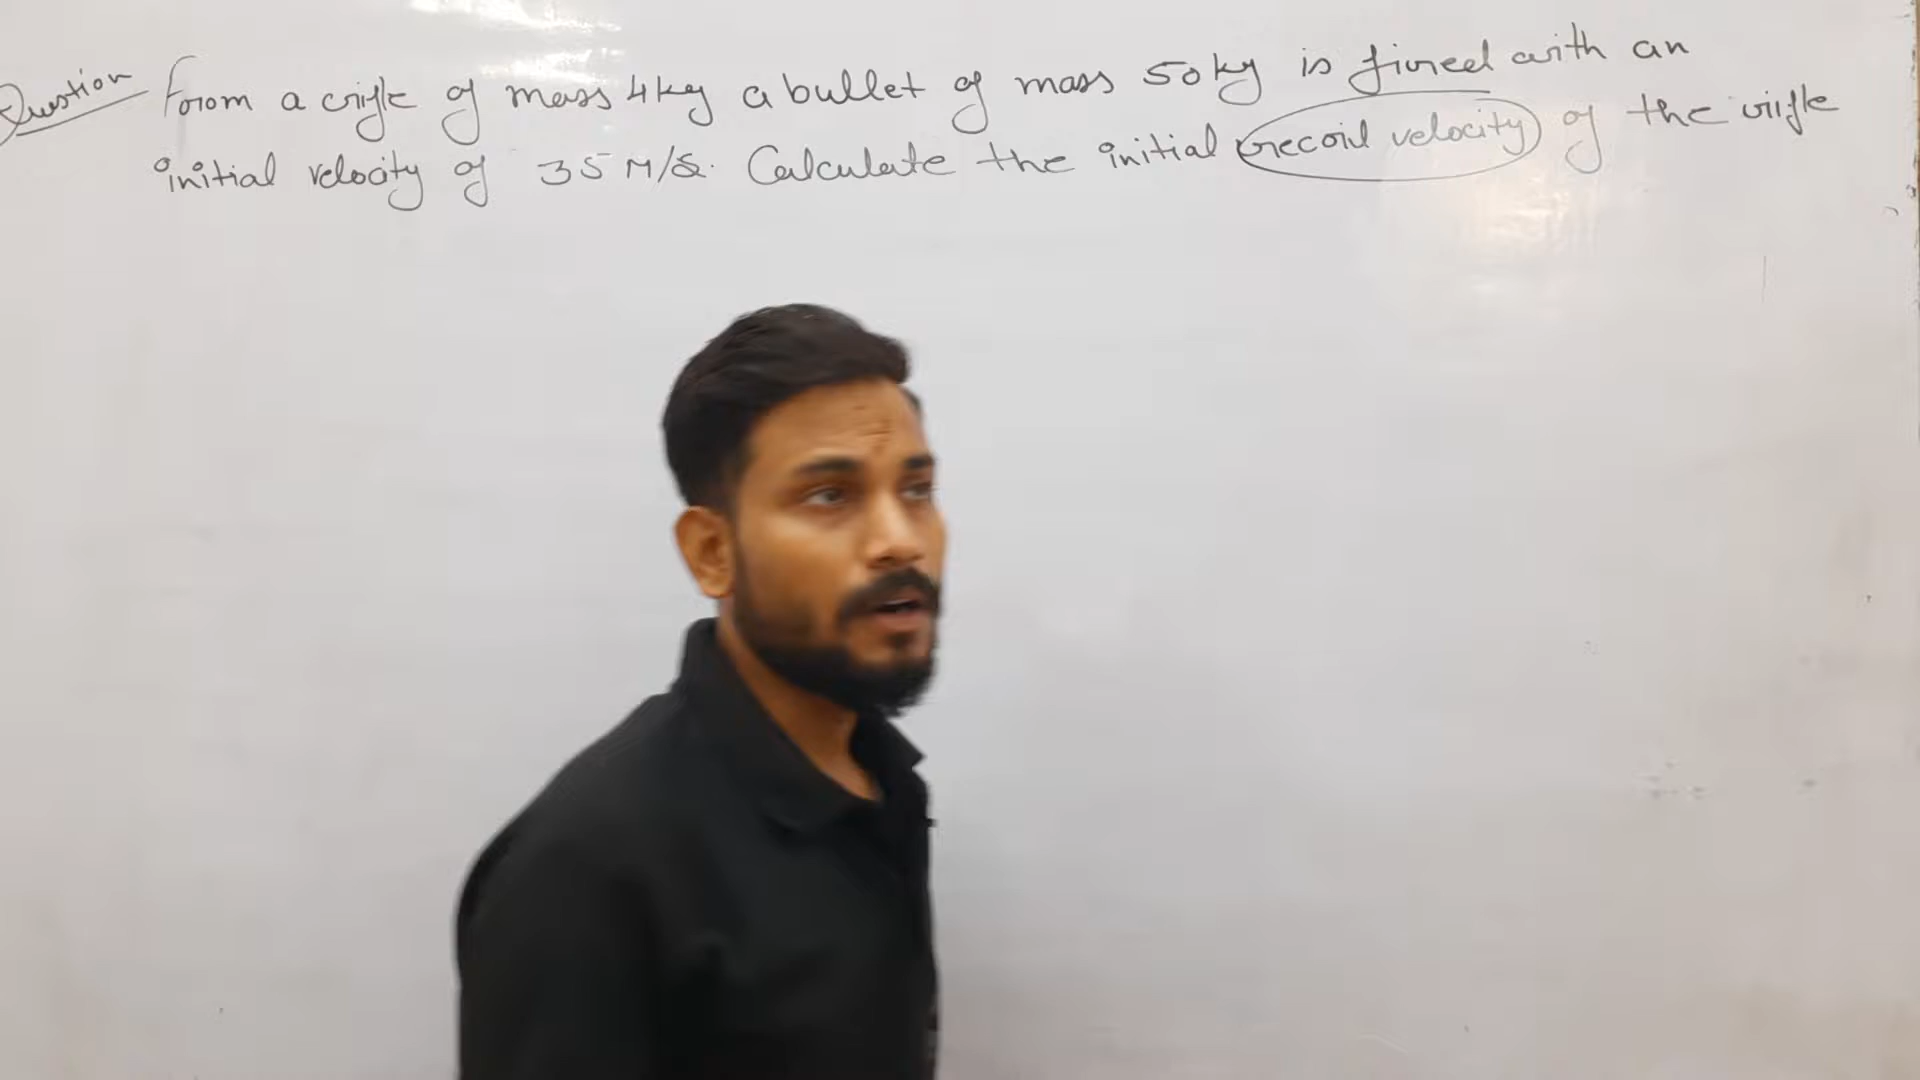 Question From a rifle of mass 4kg a bullet of mass 50kg is fired with an
initial velocity of 35 M/S. Calculate the initial recoil velocity of the rifle